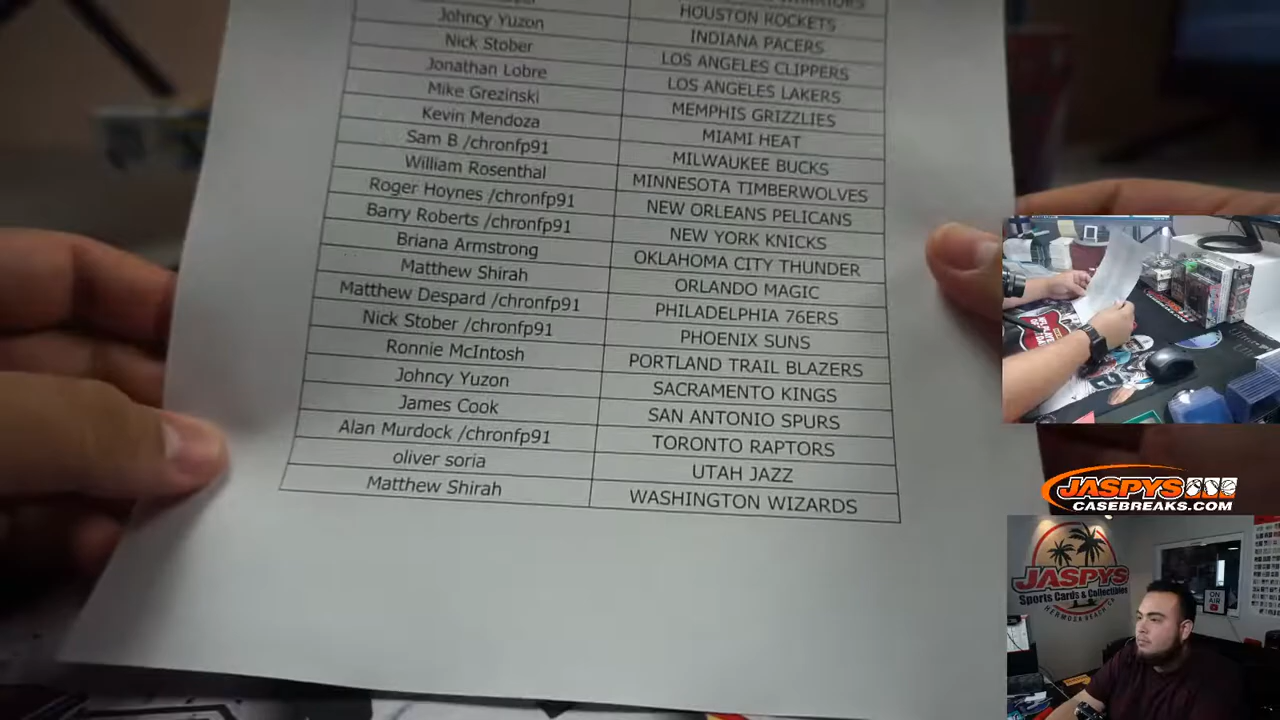 HOUSTON ROCKETS
Johncy Yuzon INDIANA PACERS
Nick Stober LOS ANGELES CLIPPERS
Jonathan Lobre LOS ANGELES LAKERS
Mike Grezinski MEMPHIS GRIZZLIES
Kevin Mendoza MIAMI HEAT
Sam B /chronfp91 MILWAUKEE BUCKS
William Rosenthal MINNESOTA TIMBERWOLVES
Roger Hoynes /chronfp91 NEW ORLEANS PELICANS
Barry Roberts /chronfp91 NEW YORK KNICKS
Briana Armstrong OKLAHOMA CITY THUNDER
Matthew Shirah ORLANDO MAGIC
Matthew Despard /chronfp91 PHILADELPHIA 76ERS
Nick Stober /chronfp91 PHOENIX SUNS
Ronnie McIntosh PORTLAND TRAIL BLAZERS
Johncy Yuzon SACRAMENTO KINGS
James Cook SAN ANTONIO SPURS
Alan Murdock /chronfp91 TORONTO RAPTORS
oliver soria UTAH JAZZ
Matthew Shirah WASHINGTON WIZARDS
JASPYS
CASEBREAKS.COM
JASPYS
Sports Cards & Collectibles
HERMOSA BEACH CA
ON AIR